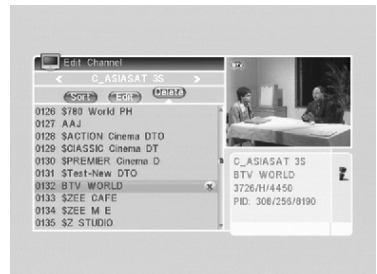 Edit Channel
C_ASIASAT 3S
Sort Edit Delete
0126 $780 World PH
0127 AAJ
0128 $ACTION Cinema DTO
0129 $ClASSIC Cinema DT
0130 $PREMIER Cinema D
0131 $Test-New DTO
0132 BTV WORLD
0133 $ZEE CAFE
0134 $ZEE M E
0135 $Z STUDIO
BTV
C_ASIASAT 3S
BTV WORLD
3726/H/4450
PID: 308/256/8190